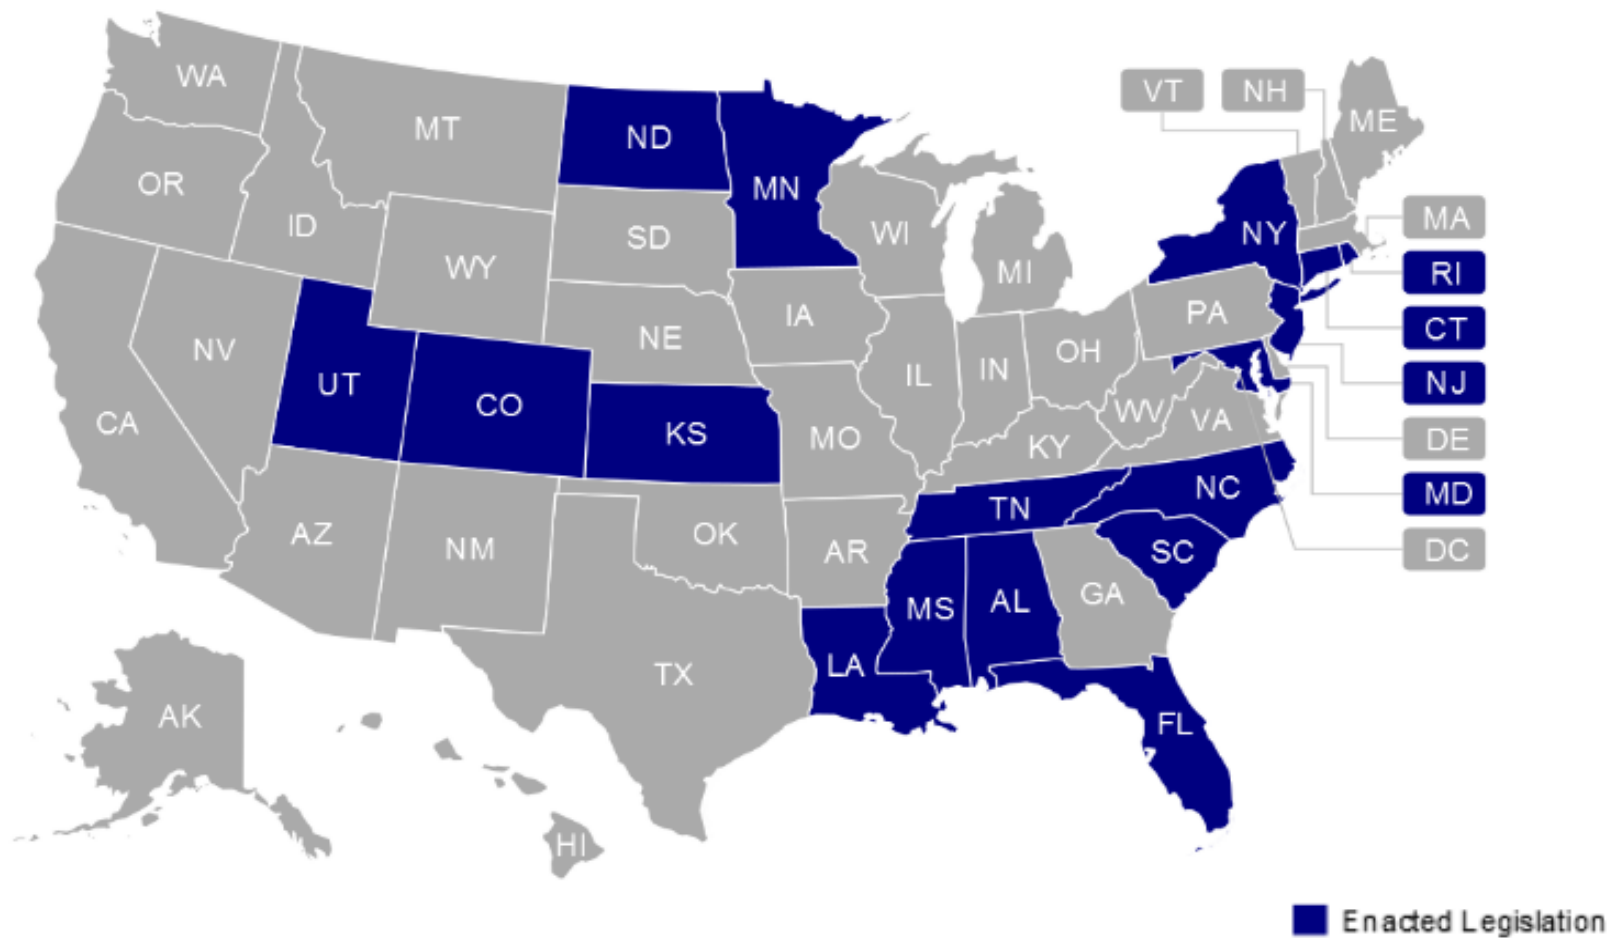 WA
VT
NH
ME
MT
ND
OR
MN
MA
ID
SD
WI
NY
WY
MI
RI
IA
PA
CT
NV
NE
OH
UT
IL
IN
NJ
CO
CA
KS
MO
WV
VA
DE
KY
NC
MD
TN
AZ
NM
OK
AR
SC
DC
MS
AL
GA
TX
LA
AK
FL
HI
Enacted Legislation